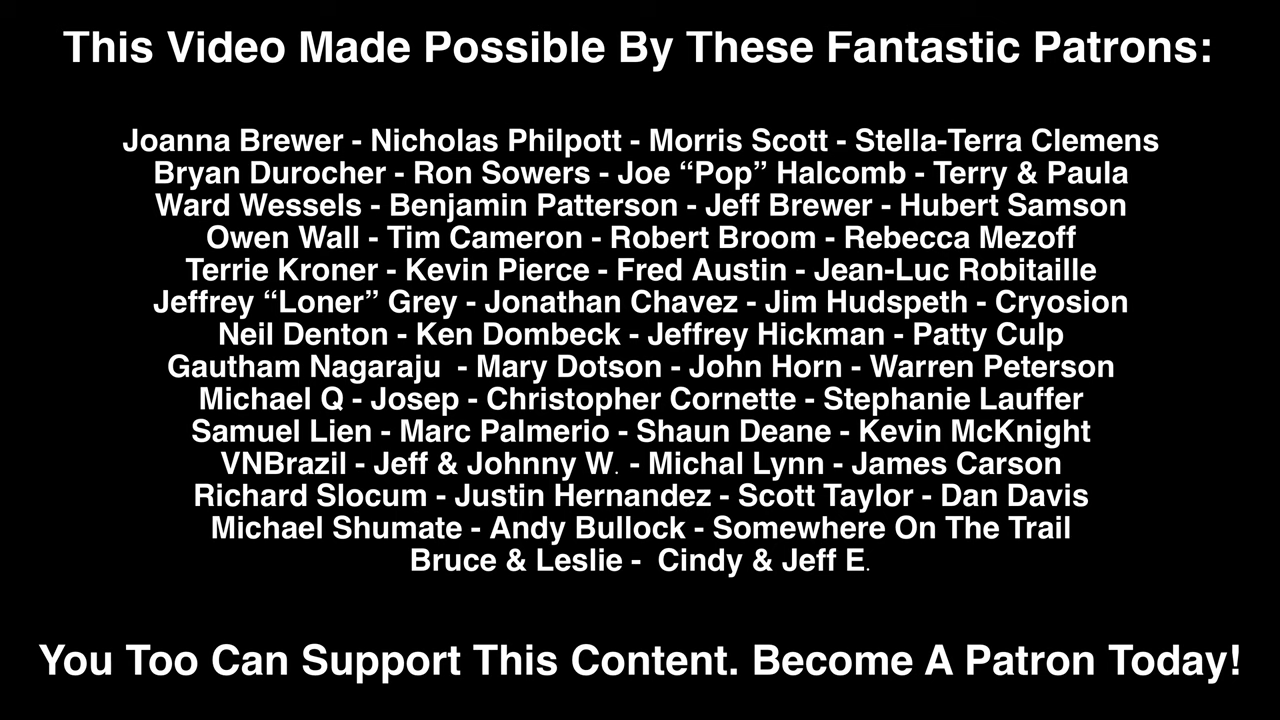 This Video Made Possible By These Fantastic Patrons:
Joanna Brewer - Nicholas Philpott - Morris Scott - Stella-Terra Clemens
Bryan Durocher - Ron Sowers - Joe “Pop” Halcomb - Terry & Paula
Ward Wessels - Benjamin Patterson - Jeff Brewer - Hubert Samson
Owen Wall - Tim Cameron - Robert Broom - Rebecca Mezoff
Terrie Kroner - Kevin Pierce - Fred Austin - Jean-Luc Robitaille
Jeffrey “Loner” Grey - Jonathan Chavez - Jim Hudspeth - Cryosion
Neil Denton - Ken Dombeck - Jeffrey Hickman - Patty Culp
Gautham Nagaraju  - Mary Dotson - John Horn - Warren Peterson
Michael Q - Josep - Christopher Cornette - Stephanie Lauffer
Samuel Lien - Marc Palmerio - Shaun Deane - Kevin McKnight
VNBrazil - Jeff & Johnny W. - Michal Lynn - James Carson
Richard Slocum - Justin Hernandez - Scott Taylor - Dan Davis
Michael Shumate - Andy Bullock - Somewhere On The Trail
Bruce & Leslie -  Cindy & Jeff E.
You Too Can Support This Content. Become A Patron Today!